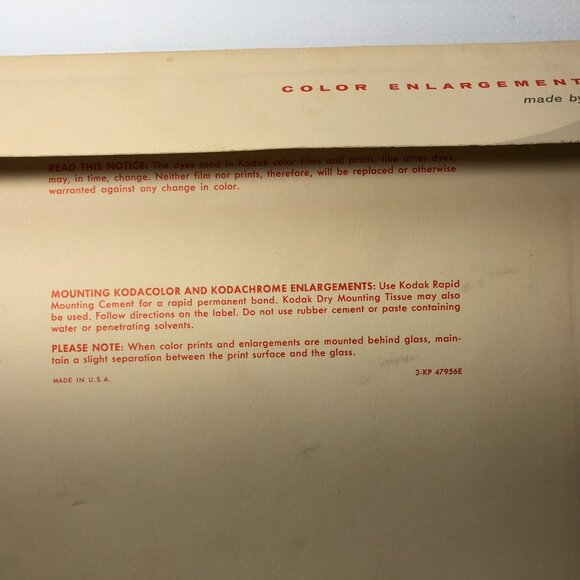 COLOR ENLARGEMENT
made by
READ THIS NOTICE: The dyes used in Kodak color films and prints, like other dyes,
may, in time, change. Neither film nor prints, therefore, will be replaced or otherwise
warranted against any change in color.
MOUNTING KODACOLOR AND KODACHROME ENLARGEMENTS: Use Kodak Rapid
Mounting Cement for a rapid permanent bond. Kodak Dry Mounting Tissue may also
be used. Follow directions on the label. Do not use rubber cement or paste containing
water or penetrating solvents.
PLEASE NOTE: When color prints and enlargements are mounted behind glass, main-
tain a slight separation between the print surface and the glass.
MADE IN U.S.A.
3-KP 47956E